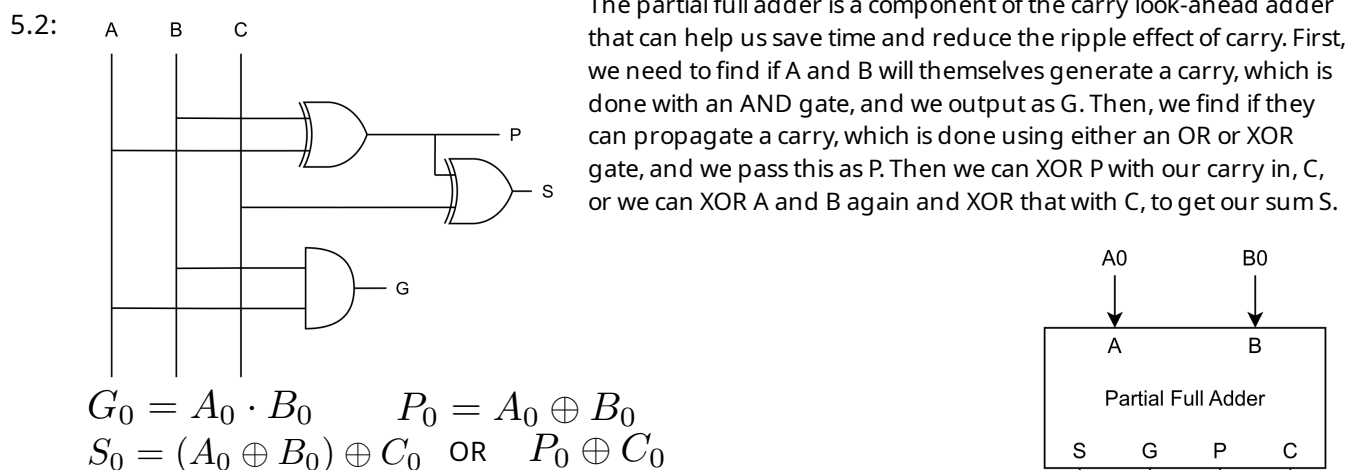 5.2:
A B C
The partial full adder is a component of the carry look-ahead adder
that can help us save time and reduce the ripple effect of carry. First,
we need to find if A and B will themselves generate a carry, which is
done with an AND gate, and we output as G. Then, we find if they
can propagate a carry, which is done using either an OR or XOR
gate, and we pass this as P. Then we can XOR P with our carry in, C,
or we can XOR A and B again and XOR that with C, to get our sum S.
P
S
G
G₀ = A₀ · B₀ P₀ = A₀ ⊕ B₀
S₀ = (A₀ ⊕ B₀) ⊕ C₀ OR P₀ ⊕ C₀
A0 B0
A B
Partial Full Adder
S G P C